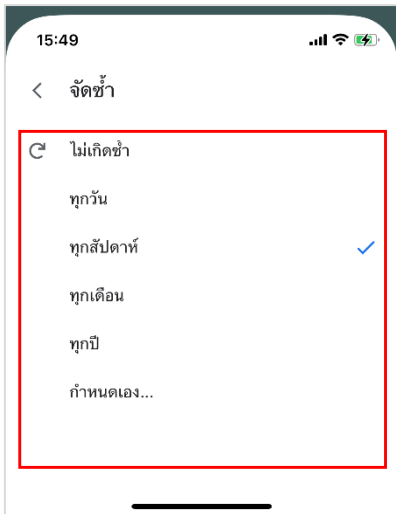 15:49
จัดซ้ำ
ไม่เกิดซ้ำ
ทุกวัน
ทุกสัปดาห์
ทุกเดือน
ทุกปี
กำหนดเอง...